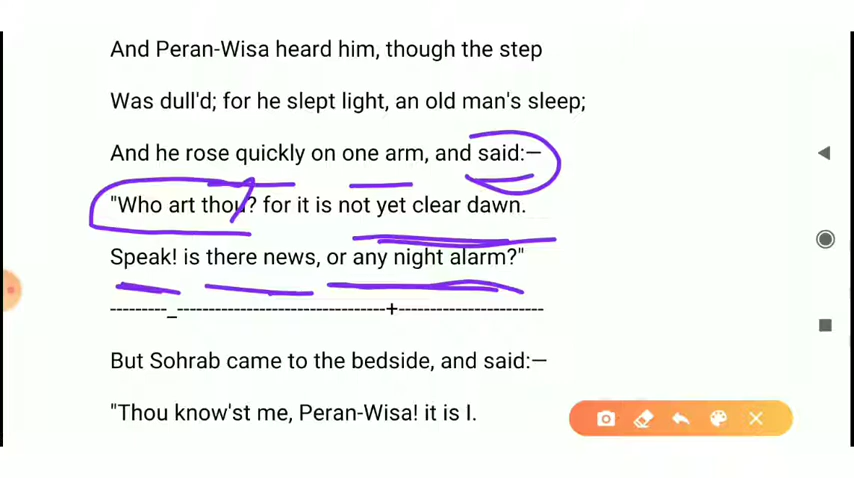 And Peran-Wisa heard him, though the step
Was dull'd; for he slept light, an old man's sleep;
And he rose quickly on one arm, and said:—
"Who art thou? for it is not yet clear dawn.
Speak! is there news, or any night alarm?"
---------_---------------------------------+-----------------------
But Sohrab came to the bedside, and said:—
"Thou know'st me, Peran-Wisa! it is I.